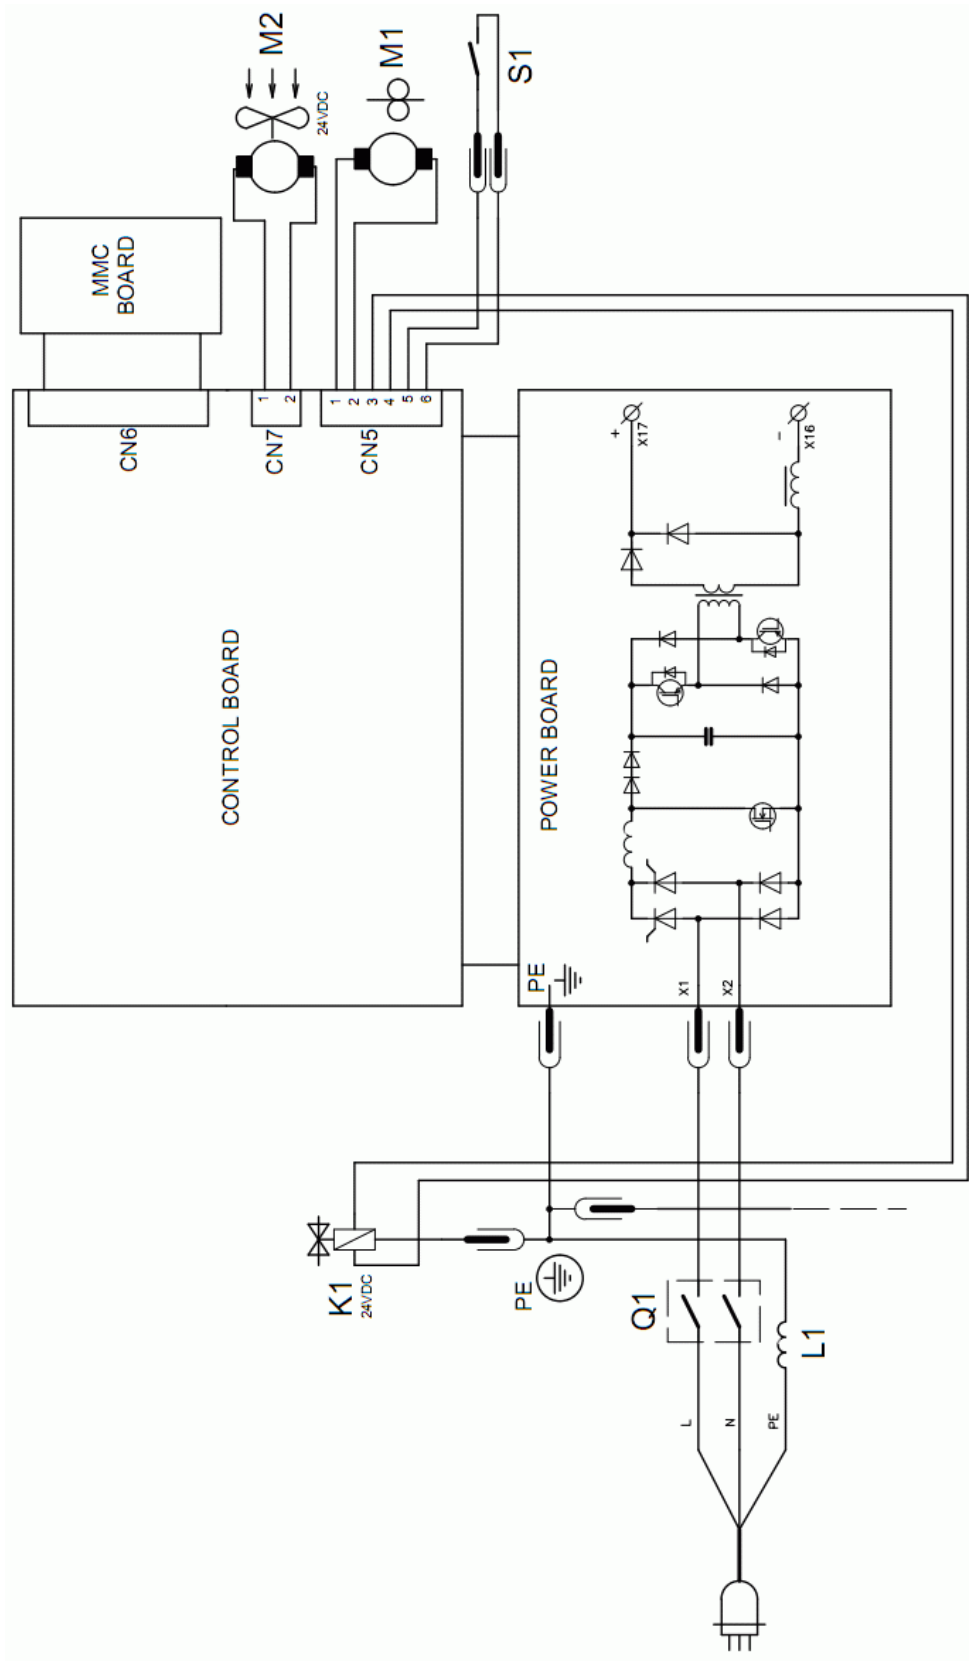 M2
24VDC
M1
S1
MMC
BOARD
CN6
1
2
CN7
1
2
3
4
5
6
CN5
CONTROL BOARD
POWER BOARD
+
X17
-
X16
PE
X1
X2
K1
24VDC
PE
Q1
L1
L
N
PE